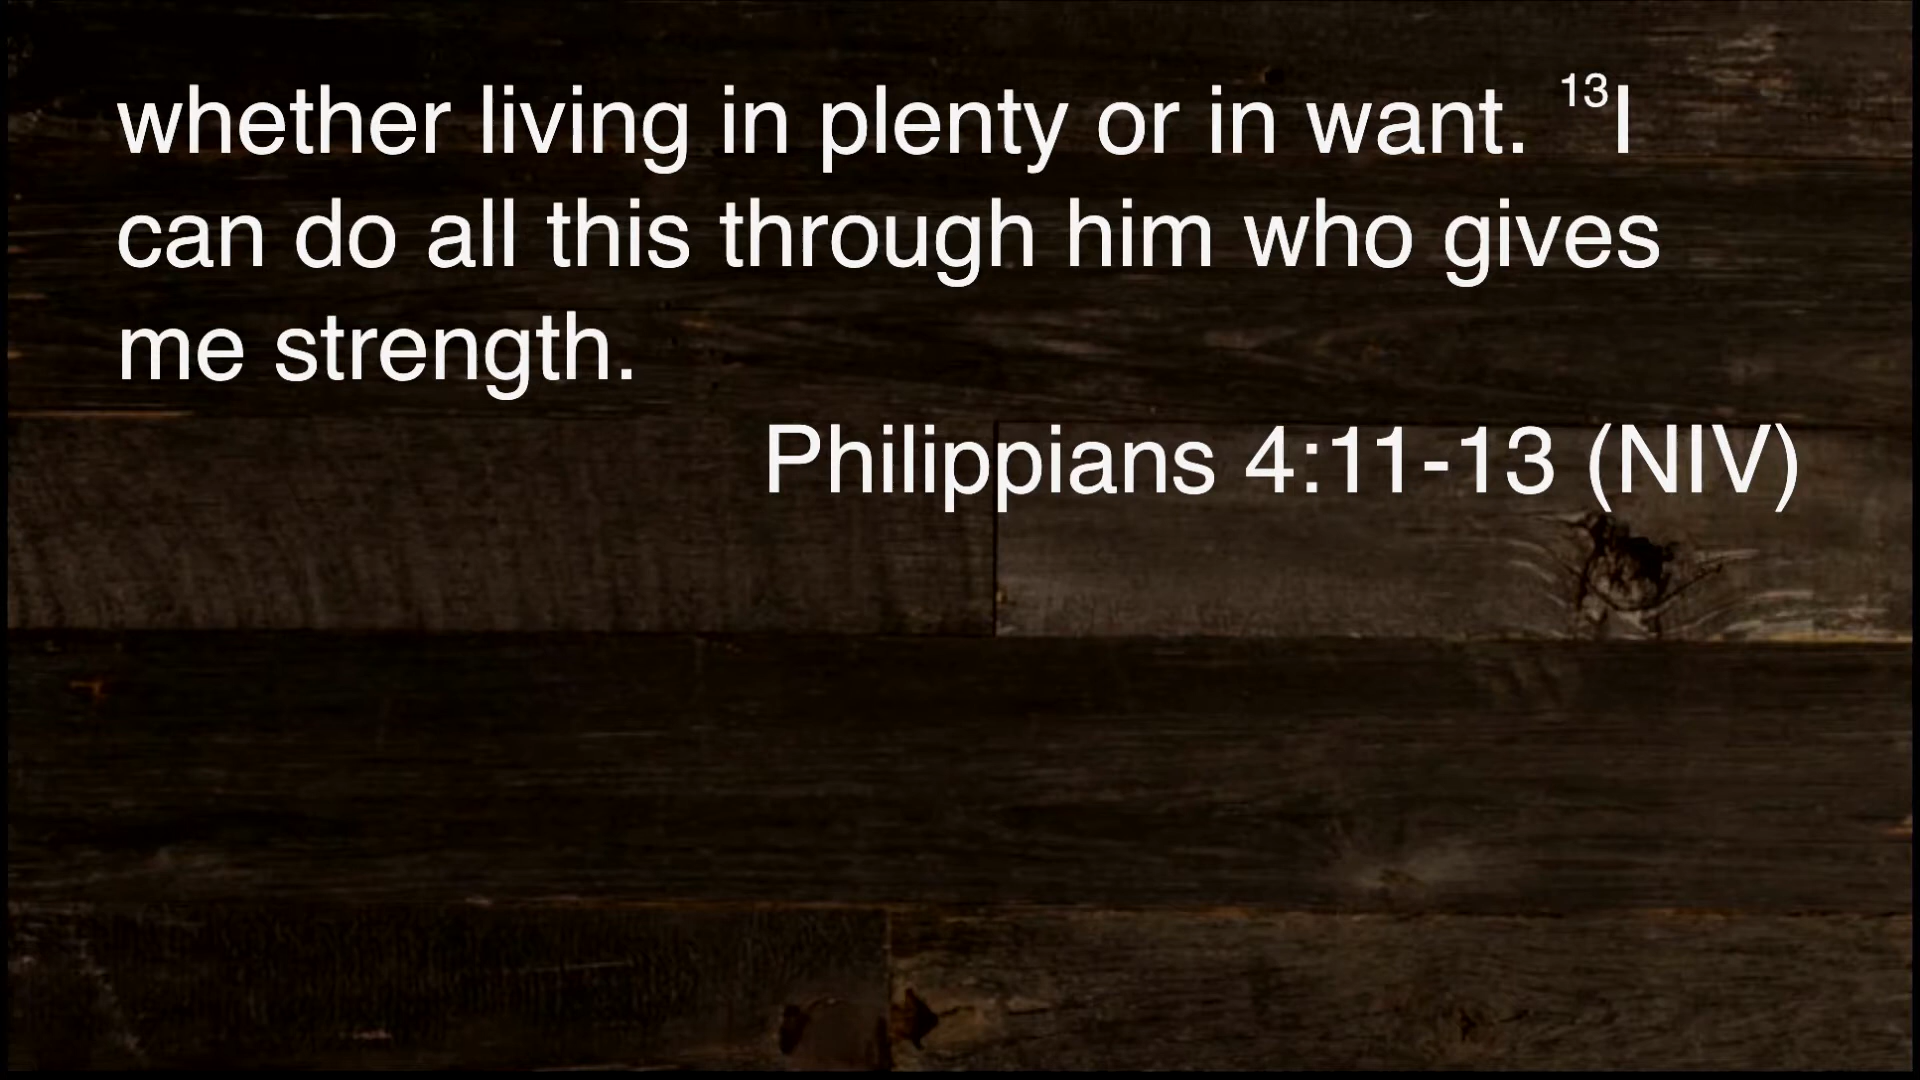 whether living in plenty or in want. ¹³I
can do all this through him who gives
me strength.
Philippians 4:11-13 (NIV)